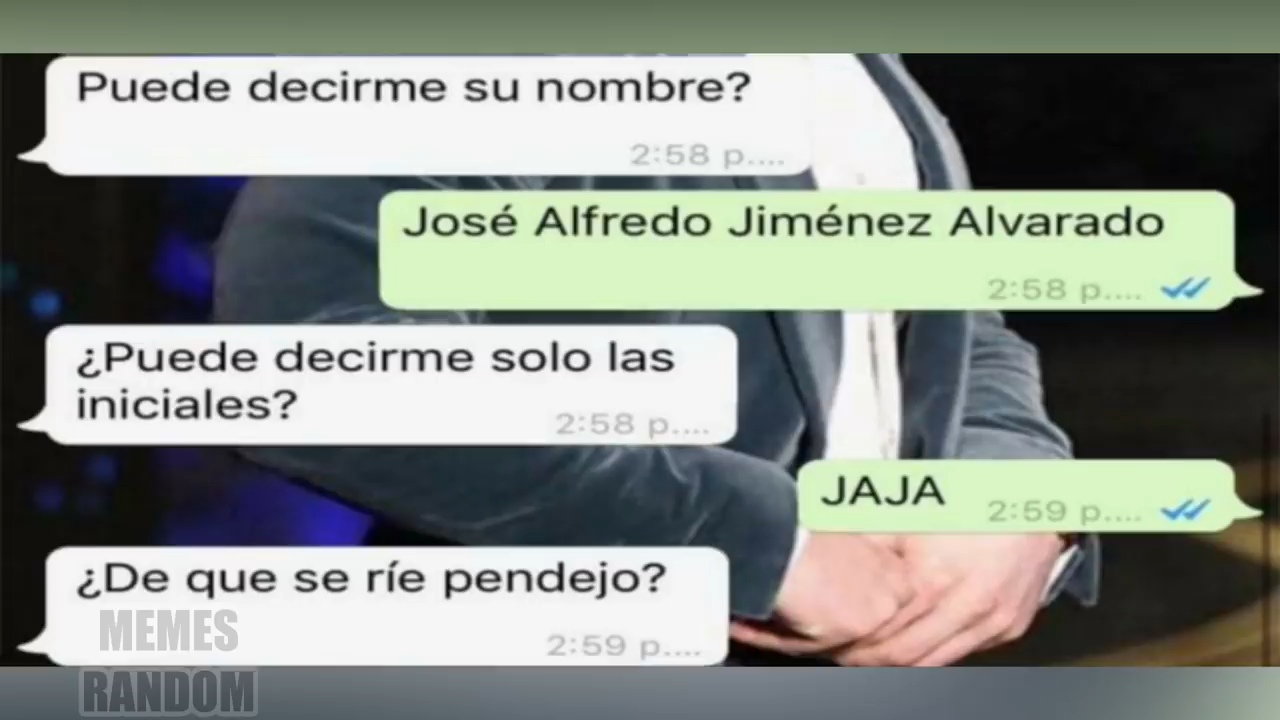 Puede decirme su nombre?
2:58 p....
José Alfredo Jiménez Alvarado
2:58 p....
¿Puede decirme solo las
iniciales?
2:58 p....
JAJA
2:59 p....
¿De que se ríe pendejo?
2:59 p....
MEMES
RANDOM